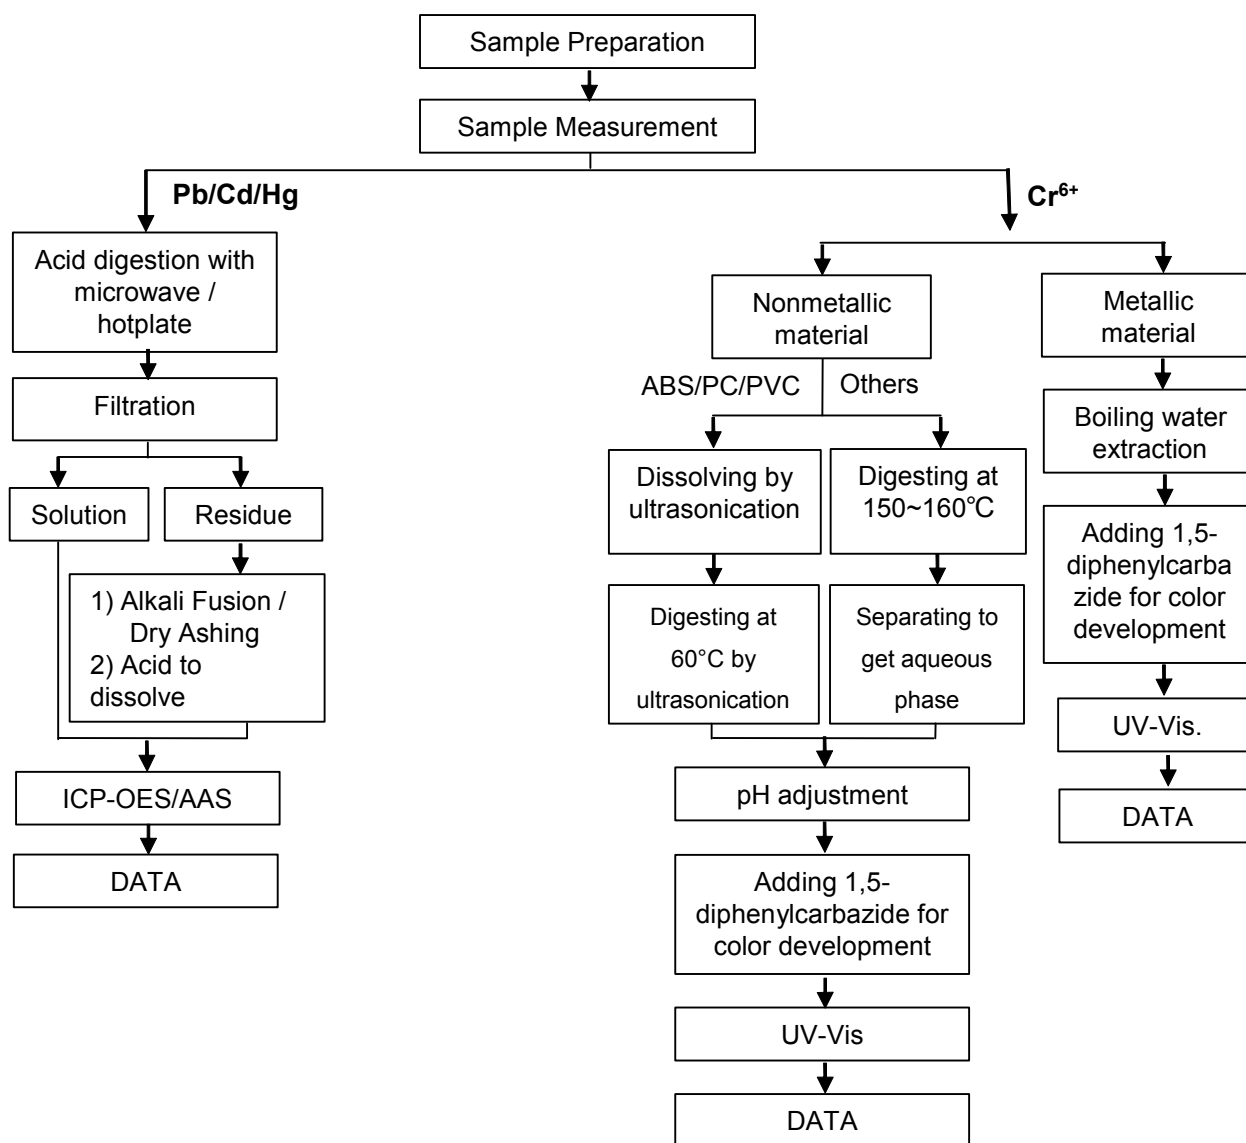 Sample Preparation
Sample Measurement
Pb/Cd/Hg
Cr⁶⁺
Acid digestion with
microwave /
hotplate
Filtration
Solution
Residue
1) Alkali Fusion /
Dry Ashing
2) Acid to
dissolve
ICP-OES/AAS
DATA
Nonmetallic
material
ABS/PC/PVC
Others
Dissolving by
ultrasonication
Digesting at
150~160℃
Digesting at
60°C by
ultrasonication
Separating to
get aqueous
phase
pH adjustment
Adding 1,5-
diphenylcarbazide for
color development
UV-Vis
DATA
Metallic
material
Boiling water
extraction
Adding 1,5-
diphenylcarba
zide for color
development
UV-Vis.
DATA